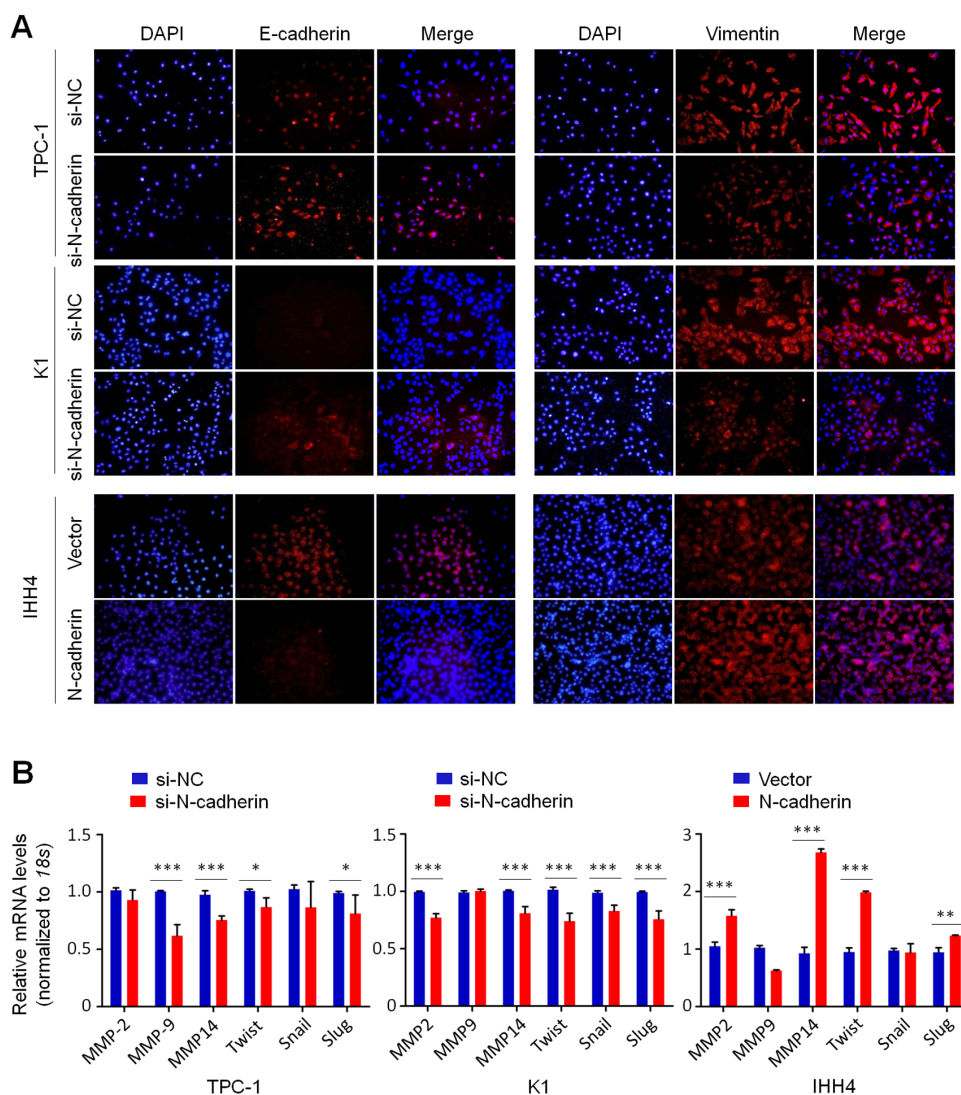 A
DAPI E-cadherin Merge DAPI Vimentin Merge
TPC-1
si-NC
si-N-cadherin
K1
si-NC
si-N-cadherin
IHH4
Vector
N-cadherin
B
si-NC
si-N-cadherin
si-NC
si-N-cadherin
Vector
N-cadherin
Relative mRNA levels
(normalized to 18s)
1.5
1.0
0.5
0
*** *** * *
MMP-2 MMP-9 MMP14 Twist Snail Slug
TPC-1
1.5
1.0
0.5
0
*** *** *** *** ***
MMP2 MMP9 MMP14 Twist Snail Slug
K1
3
2
1
0
*** *** *** **
MMP2 MMP9 MMP14 Twist Snail Slug
IHH4